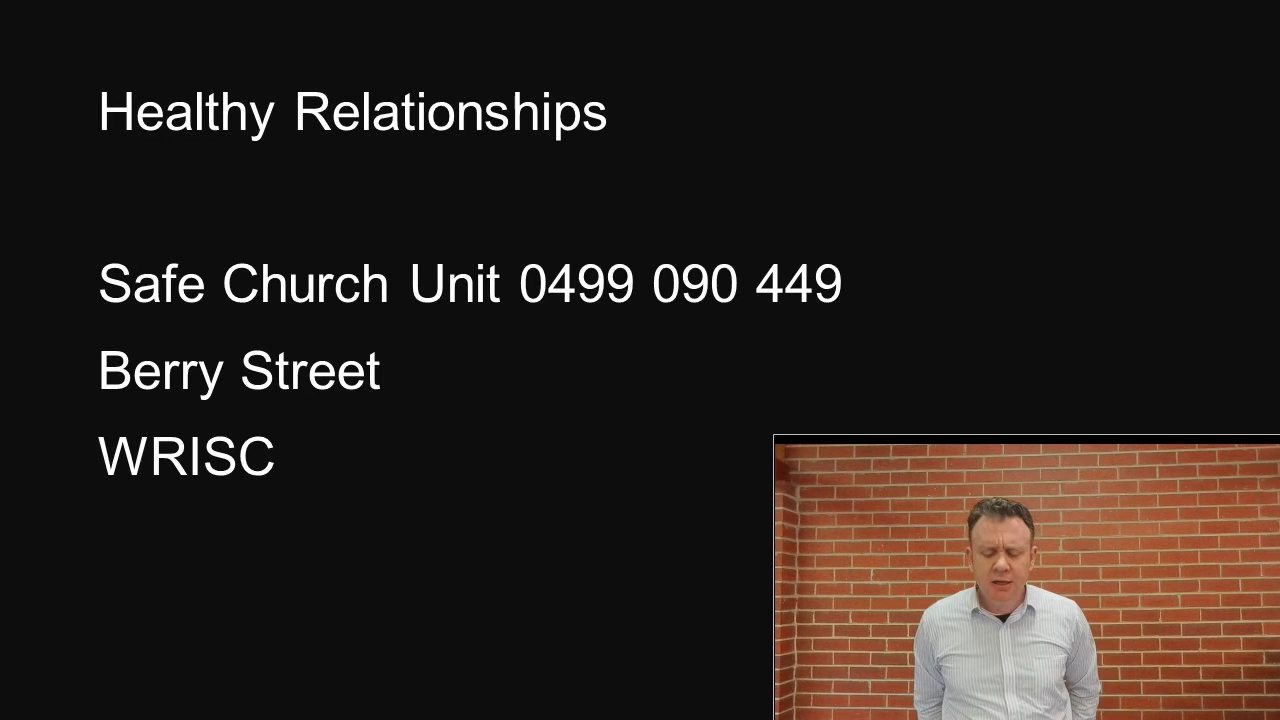 Healthy Relationships
Safe Church Unit 0499 090 449
Berry Street
WRISC